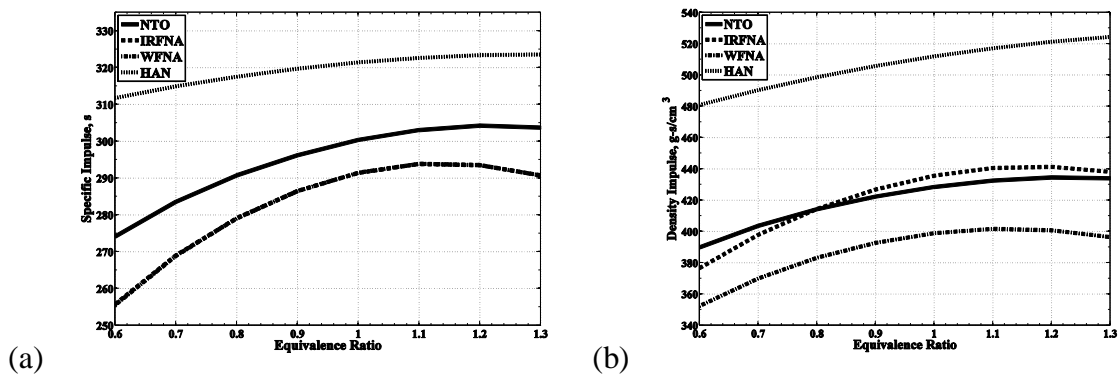 335
330
320
310
300
290
280
270
260
250
0.6
0.7
0.8
0.9
1
1.1
1.2
1.3
Specific Impulse, s
Equivalence Ratio
NTO
IRFNA
WFNA
HAN
(a)
540
520
500
480
460
440
420
400
380
360
340
0.6
0.7
0.8
0.9
1
1.1
1.2
1.3
Density Impulse, g-s/cm 3
Equivalence Ratio
NTO
IRFNA
WFNA
HAN
(b)